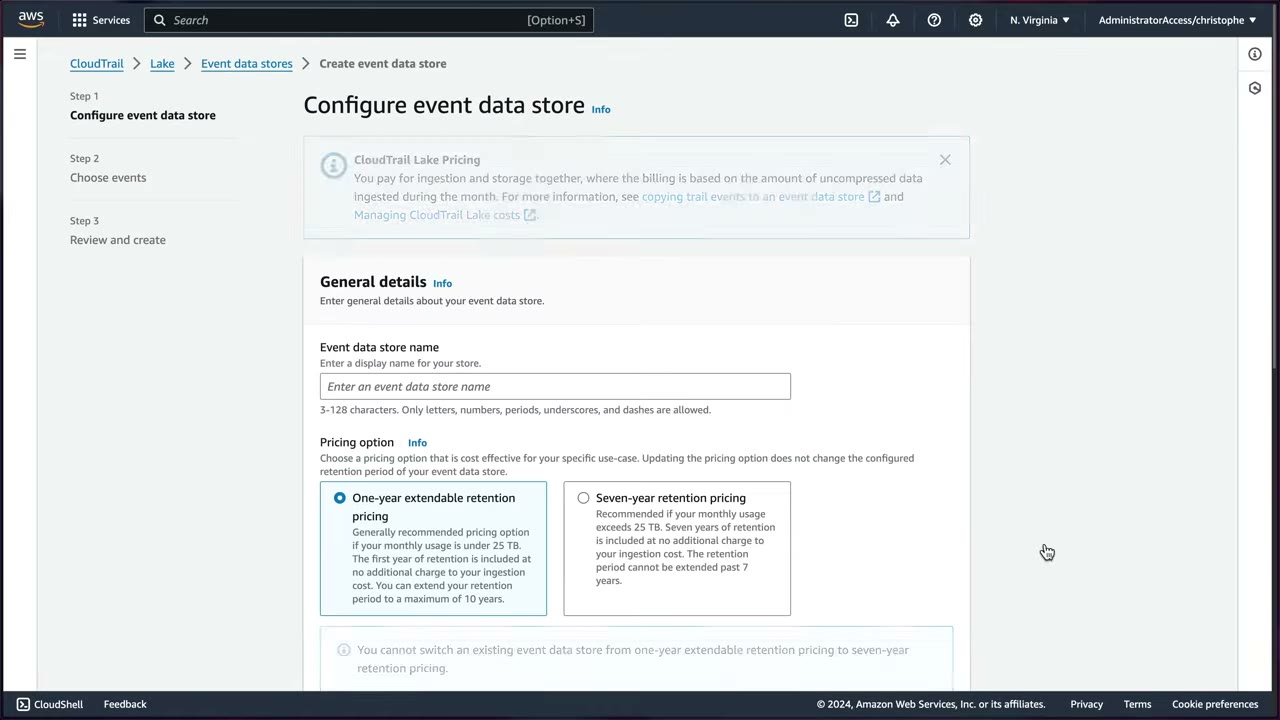 aws Services Search [Option+S] N. Virginia AdministratorAccess/christophe
CloudTrail Lake Event data stores Create event data store
Step 1
Configure event data store
Step 2
Choose events
Step 3
Review and create
Configure event data store Info
CloudTrail Lake Pricing
You pay for ingestion and storage together, where the billing is based on the amount of uncompressed data
ingested during the month. For more information, see copying trail events to an event data store and
Managing CloudTrail Lake costs.
General details Info
Enter general details about your event data store.
Event data store name
Enter a display name for your store.
Enter an event data store name
3-128 characters. Only letters, numbers, periods, underscores, and dashes are allowed.
Pricing option Info
Choose a pricing option that is cost effective for your specific use-case. Updating the pricing option does not change the configured
retention period of your event data store.
One-year extendable retention
pricing
Generally recommended pricing option
if your monthly usage is under 25 TB.
The first year of retention is included at
no additional charge to your ingestion
cost. You can extend your retention
period to a maximum of 10 years.
Seven-year retention pricing
Recommended if your monthly usage
exceeds 25 TB. Seven years of retention
is included at no additional charge to
your ingestion cost. The retention
period cannot be extended past 7
years.
You cannot switch an existing event data store from one-year extendable retention pricing to seven-year
retention pricing.
CloudShell Feedback © 2024, Amazon Web Services, Inc. or its affiliates. Privacy Terms Cookie preferences